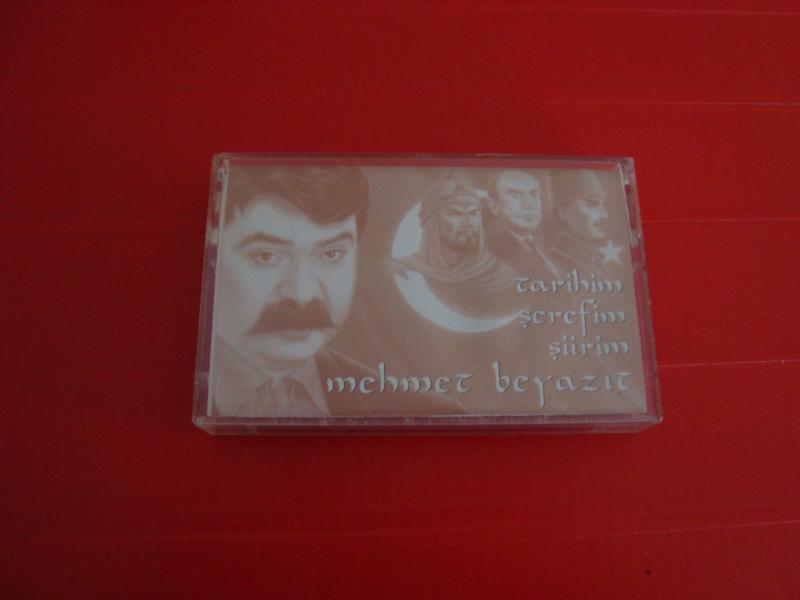 tarihim
şerefim
şiirim
mehmet beyazıt